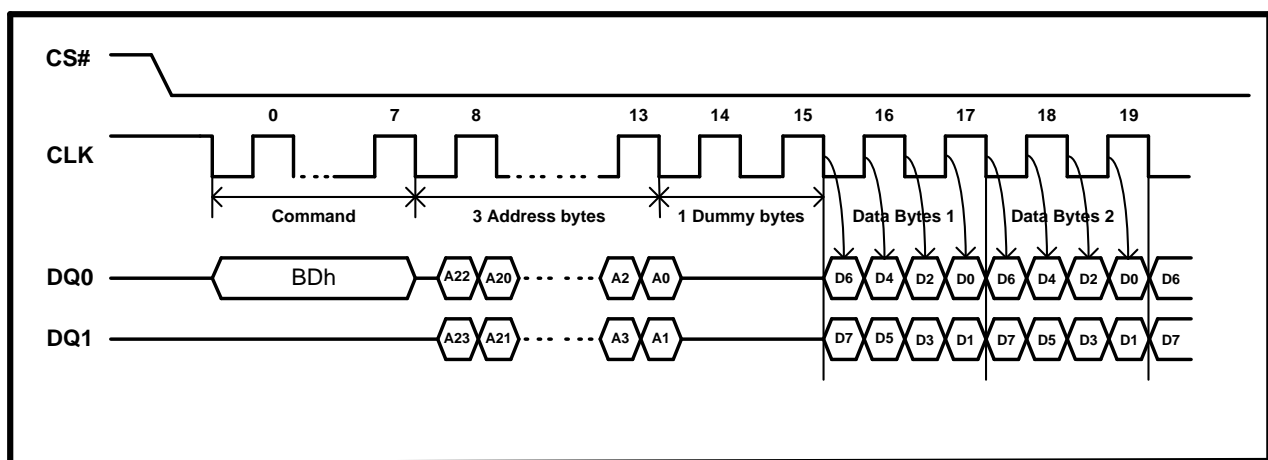 CS#
0 7 8 13 14 15 16 17 18 19
CLK
Command 3 Address bytes 1 Dummy bytes Data Bytes 1 Data Bytes 2
DQ0 BDh A22 A20 A2 A0 D6 D4 D2 D0 D6 D4 D2 D0 D6
DQ1 A23 A21 A3 A1 D7 D5 D3 D1 D7 D5 D3 D1 D7